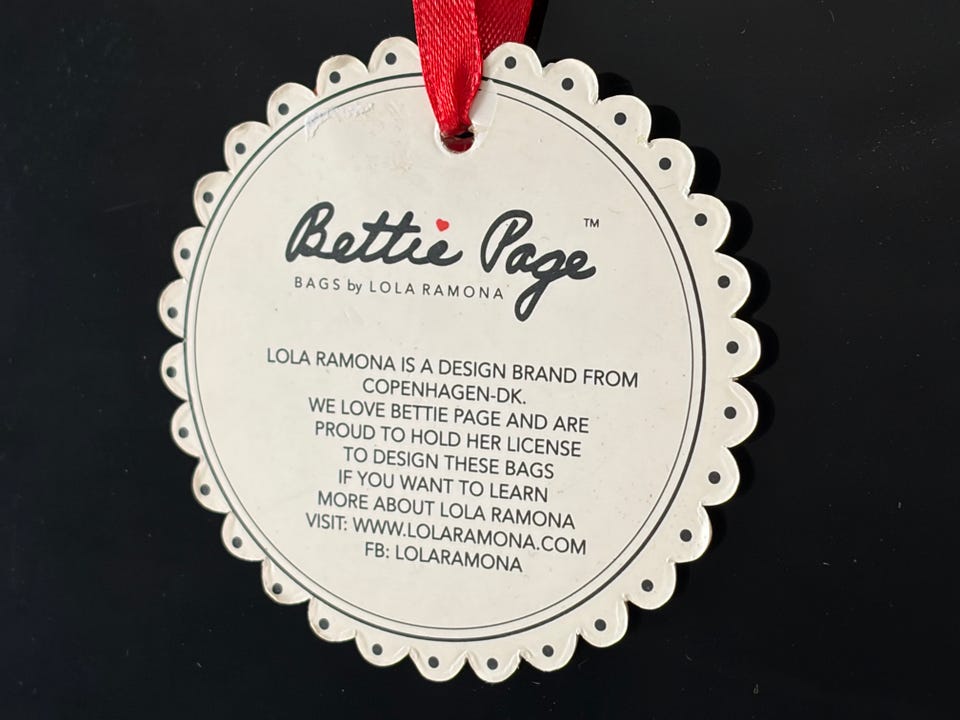 Bettie Page™
BAGS by LOLA RAMONA
LOLA RAMONA IS A DESIGN BRAND FROM
COPENHAGEN-DK.
WE LOVE BETTIE PAGE AND ARE
PROUD TO HOLD HER LICENSE
TO DESIGN THESE BAGS
IF YOU WANT TO LEARN
MORE ABOUT LOLA RAMONA
VISIT: WWW.LOLARAMONA.COM
FB: LOLARAMONA